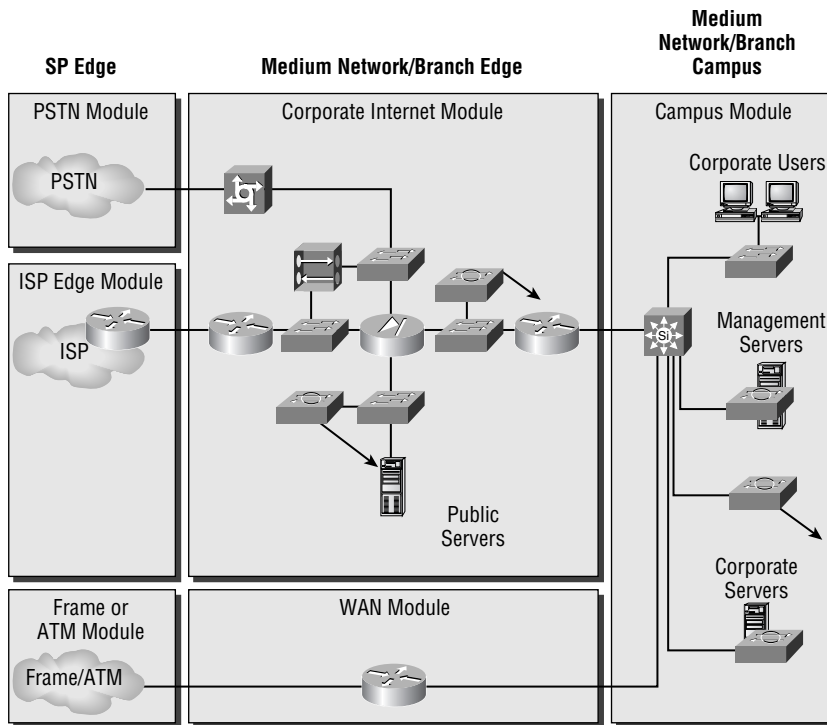 SP Edge
Medium Network/Branch Edge
Medium
Network/Branch
Campus
PSTN Module
PSTN
ISP Edge Module
ISP
Frame or
ATM Module
Frame/ATM
Corporate Internet Module
Public
Servers
WAN Module
Campus Module
Corporate Users
Si
Management
Servers
Corporate
Servers